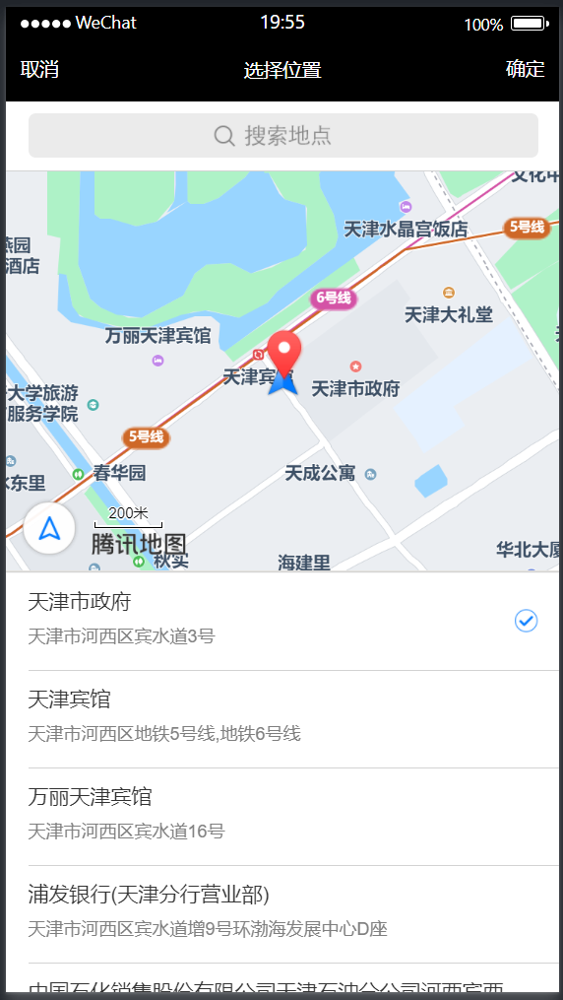 WeChat 19:55 100%
取消 选择位置 确定
搜索地点
天津水晶宫饭店
5号线
燕园
酒店
6号线
天津大礼堂
万丽天津宾馆
天津宾馆
天津市政府
大学旅游
服务学院
5号线
春华园
天成公寓
水东里
200米
腾讯地图
秋实
海建里
华北大厦
天津市政府
天津市河西区宾水道3号
天津宾馆
天津市河西区地铁5号线,地铁6号线
万丽天津宾馆
天津市河西区宾水道16号
浦发银行(天津分行营业部)
天津市河西区宾水道增9号环渤海发展中心D座
中国石化销售股份有限公司天津石油分公司河西宾西